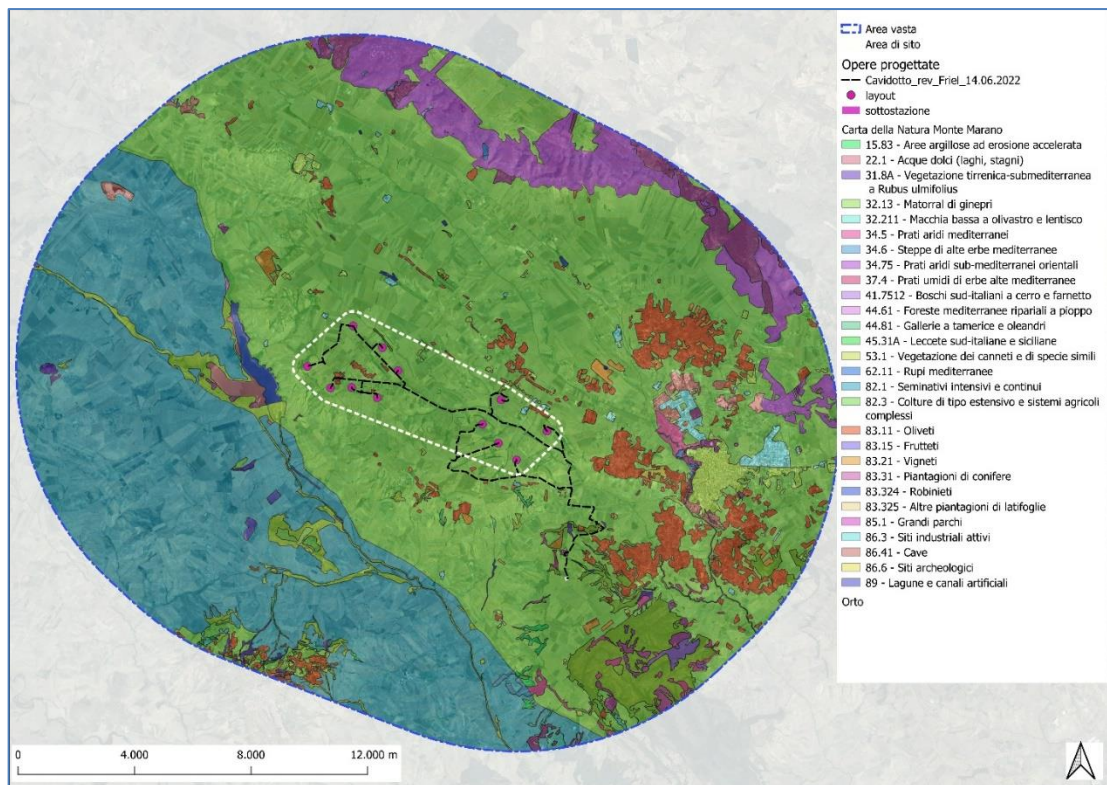 Area vasta
Area di sito
Opere progettate
Cavidotto_rev_Friel_14.06.2022
layout
sottostazione
Carta della Natura Monte Marano
15.83 - Aree argillose ad erosione accelerata
22.1 - Acque dolci (laghi, stagni)
31.8A - Vegetazione tirrenica-submediterranea
a Rubus ulmifolius
32.13 - Matorral di ginepri
32.211 - Macchia bassa a olivastro e lentisco
34.5 - Prati aridi mediterranei
34.6 - Steppe di alte erbe mediterranee
34.75 - Prati aridi sub-mediterranei orientali
37.4 - Prati umidi di erbe alte mediterranee
41.7512 - Boschi sud-italiani a cerro e farnetto
44.61 - Foreste mediterranee ripariali a pioppo
44.81 - Gallerie a tamerice e oleandri
45.31A - Leccete sud-italiane e siciliane
53.1 - Vegetazione dei canneti e di specie simili
62.11 - Rupi mediterranee
82.1 - Seminativi intensivi e continui
82.3 - Colture di tipo estensivo e sistemi agricoli
complessi
83.11 - Oliveti
83.15 - Frutteti
83.21 - Vigneti
83.31 - Piantagioni di conifere
83.324 - Robinieti
83.325 - Altre piantagioni di latifoglie
85.1 - Grandi parchi
86.3 - Siti industriali attivi
86.41 - Cave
86.6 - Siti archeologici
89 - Lagune e canali artificiali
Orto
0 4.000 8.000 12.000 m